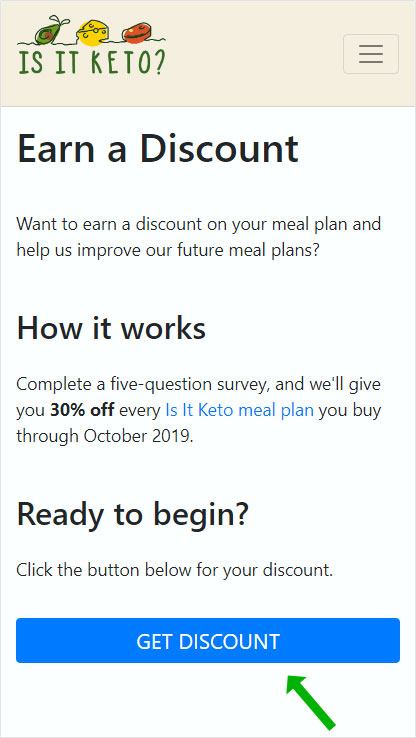 IS IT KETO?
Earn a Discount
Want to earn a discount on your meal plan and
help us improve our future meal plans?
How it works
Complete a five-question survey, and we'll give
you 30% off every Is It Keto meal plan you buy
through October 2019.
Ready to begin?
Click the button below for your discount.
GET DISCOUNT